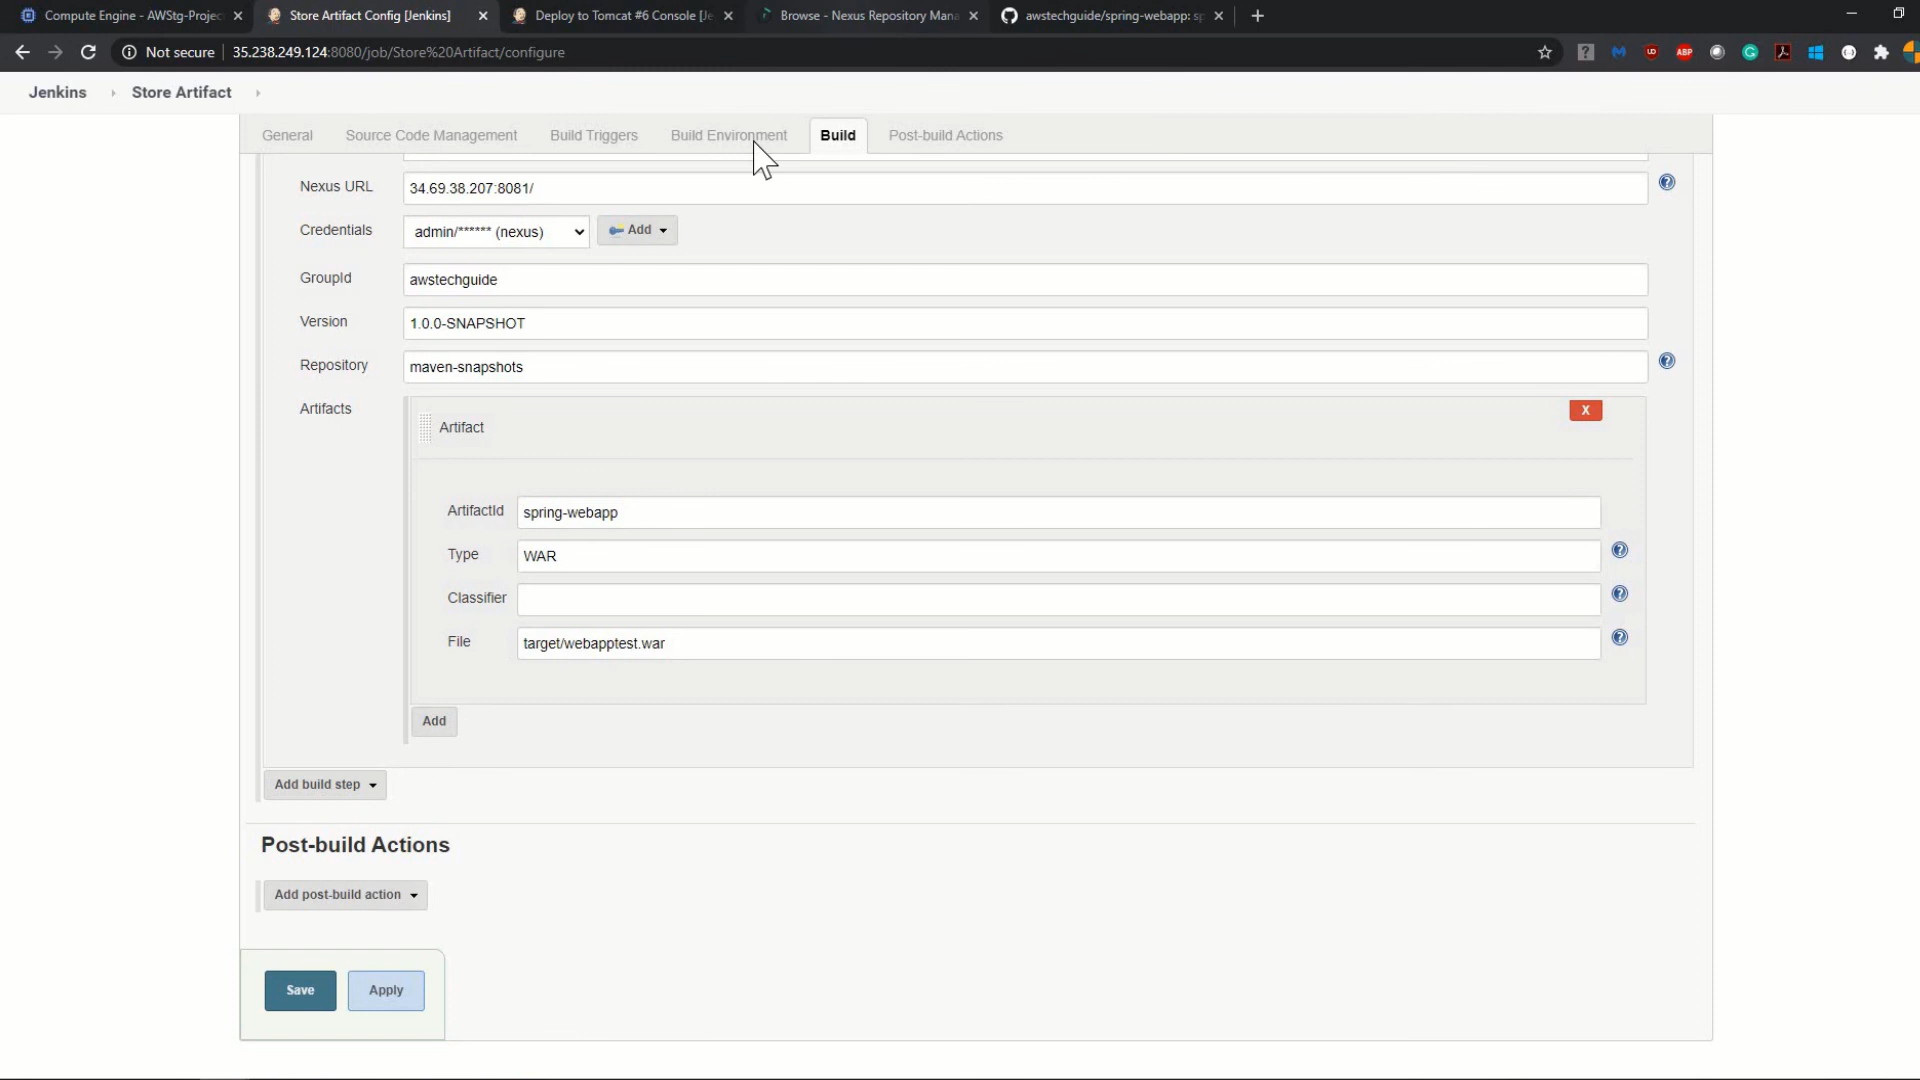 Compute Engine - AWStg-Projec
Store Artifact Config [Jenkins]
Deploy to Tomcat #6 Console [Je
Browse - Nexus Repository Mana
awstechguide/spring-webapp: sp
Not secure
35.238.249.124:8080/job/Store%20Artifact/configure
Jenkins
Store Artifact
General
Source Code Management
Build Triggers
Build Environment
Build
Post-build Actions
Nexus URL
34.69.38.207:8081/
Credentials
admin/****** (nexus)
Add
GroupId
awstechguide
Version
1.0.0-SNAPSHOT
Repository
maven-snapshots
Artifacts
Artifact
X
ArtifactId
spring-webapp
Type
WAR
Classifier
File
target/webapptest.war
Add
Add build step
Post-build Actions
Add post-build action
Save
Apply